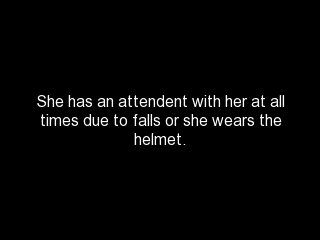 She has an attendent with her at all
times due to falls or she wears the
helmet.